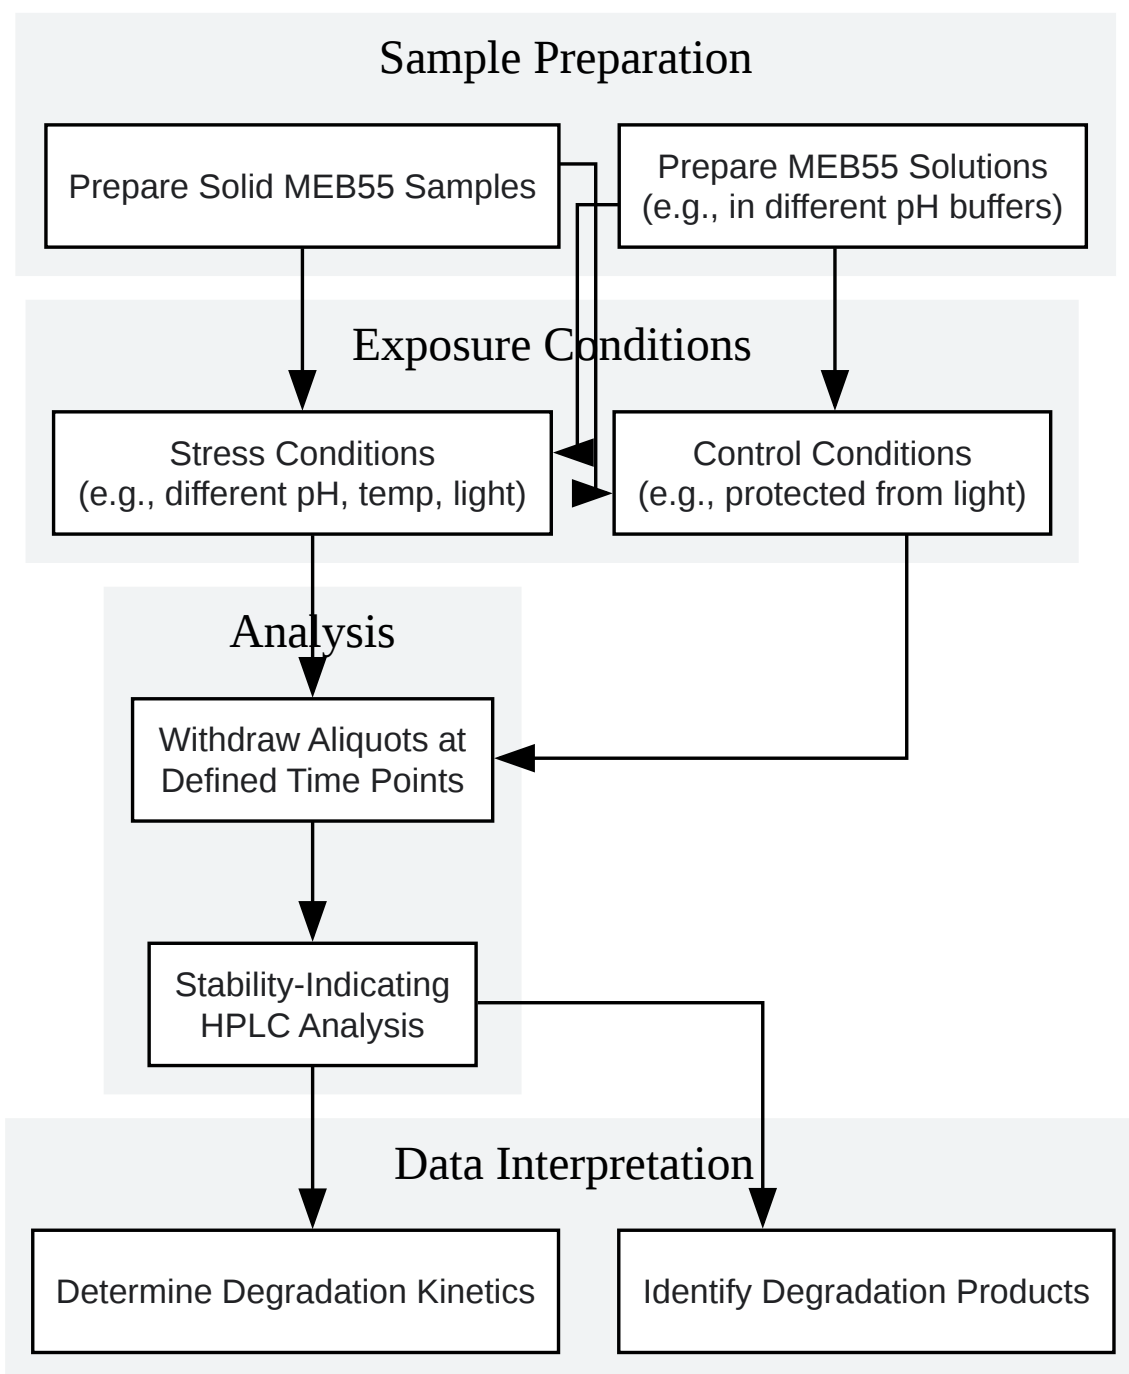 Sample Preparation
Prepare Solid MEB55 Samples
Prepare MEB55 Solutions
(e.g., in different pH buffers)
Exposure Conditions
Stress Conditions
(e.g., different pH, temp, light)
Control Conditions
(e.g., protected from light)
Analysis
Withdraw Aliquots at
Defined Time Points
Stability-Indicating
HPLC Analysis
Data Interpretation
Determine Degradation Kinetics
Identify Degradation Products